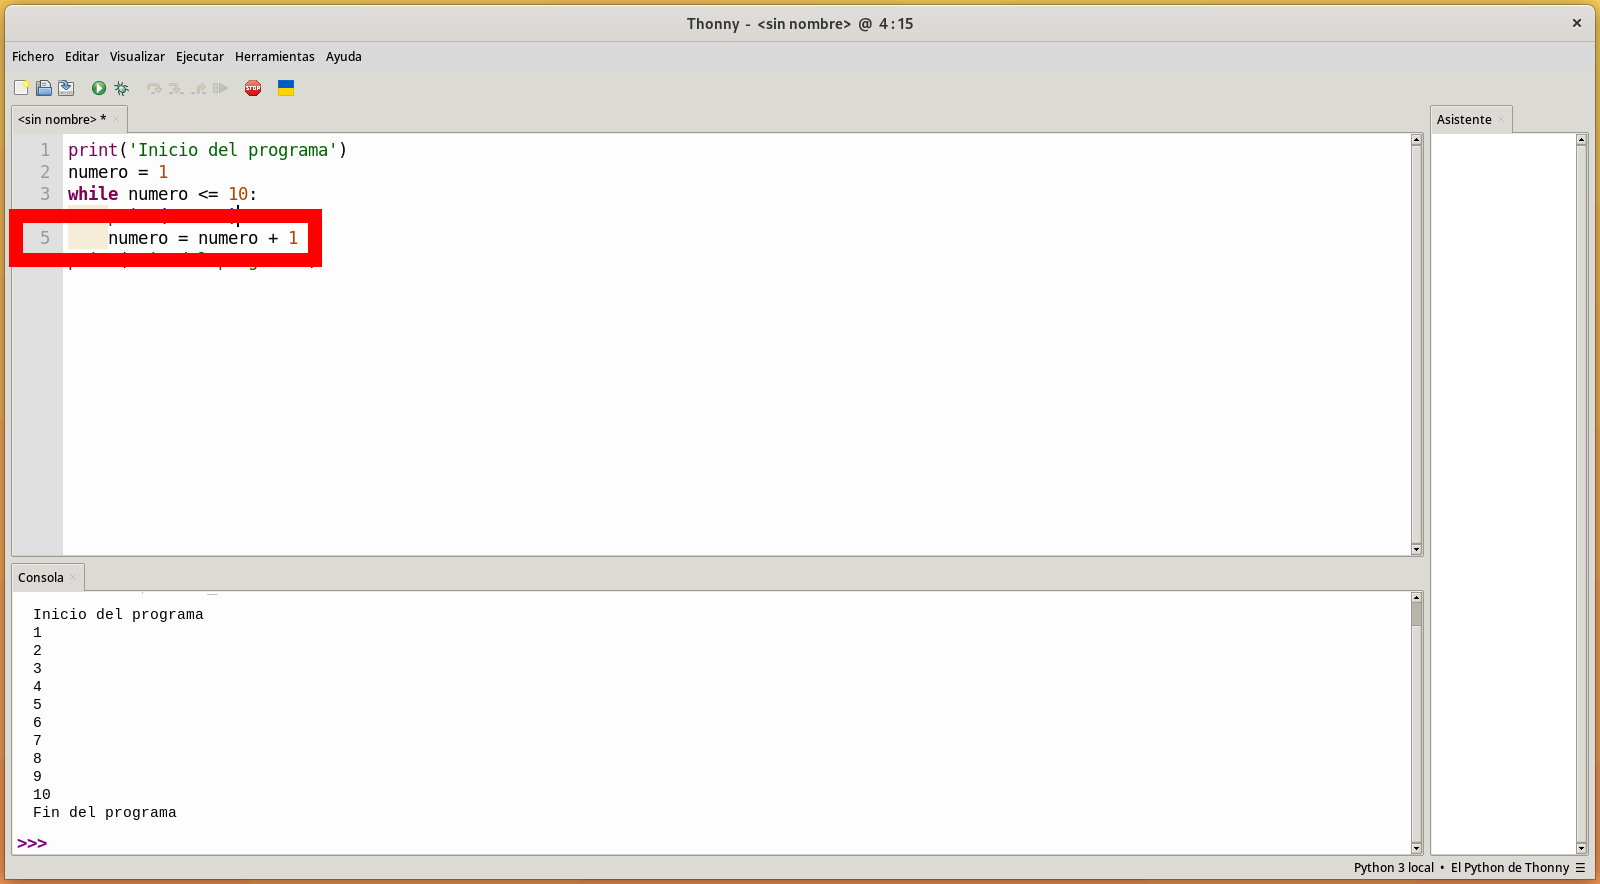 Thonny - <sin nombre> @ 4:15
Fichero Editar Visualizar Ejecutar Herramientas Ayuda
STOP
<sin nombre> *
Asistente
1 print('Inicio del programa')
2 numero = 1
3 while numero <= 10:
5 numero = numero + 1
Consola
Inicio del programa
1
2
3
4
5
6
7
8
9
10
Fin del programa
>>>
Python 3 local • El Python de Thonny ☰